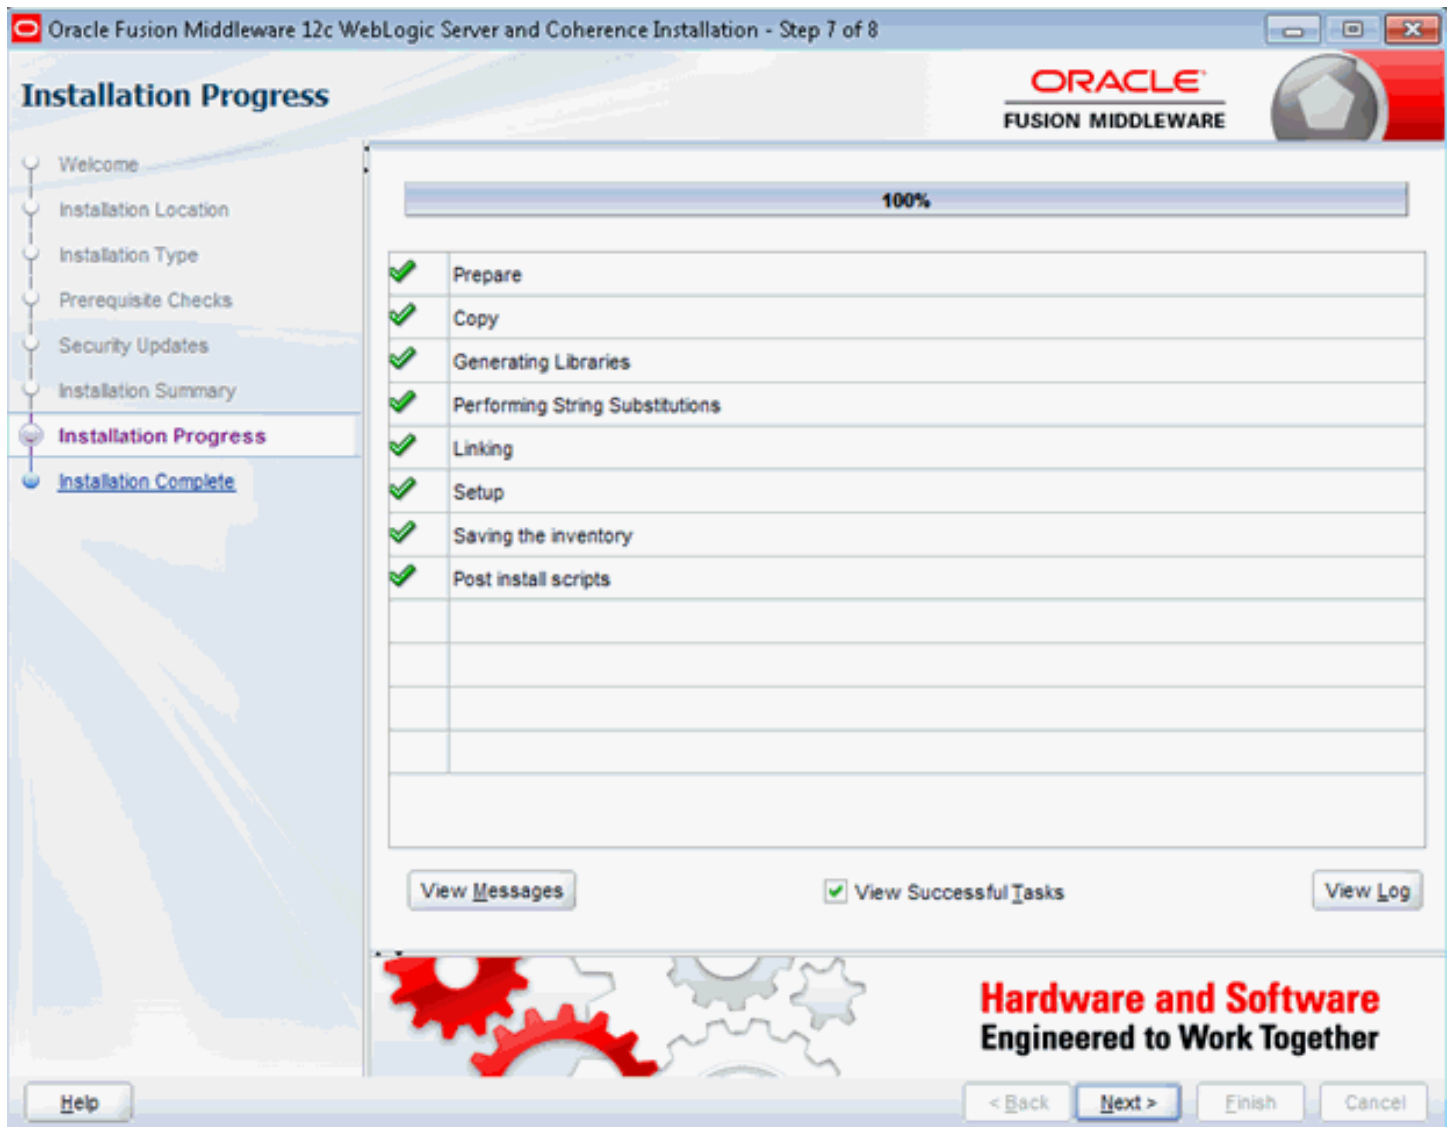 Oracle Fusion Middleware 12c WebLogic Server and Coherence Installation - Step 7 of 8
Installation Progress
ORACLE
FUSION MIDDLEWARE
Welcome
Installation Location
Installation Type
Prerequisite Checks
Security Updates
Installation Summary
Installation Progress
Installation Complete
100%
Prepare
Copy
Generating Libraries
Performing String Substitutions
Linking
Setup
Saving the inventory
Post install scripts
View Messages
View Successful Tasks
View Log
Hardware and Software
Engineered to Work Together
Help
< Back
Next >
Finish
Cancel